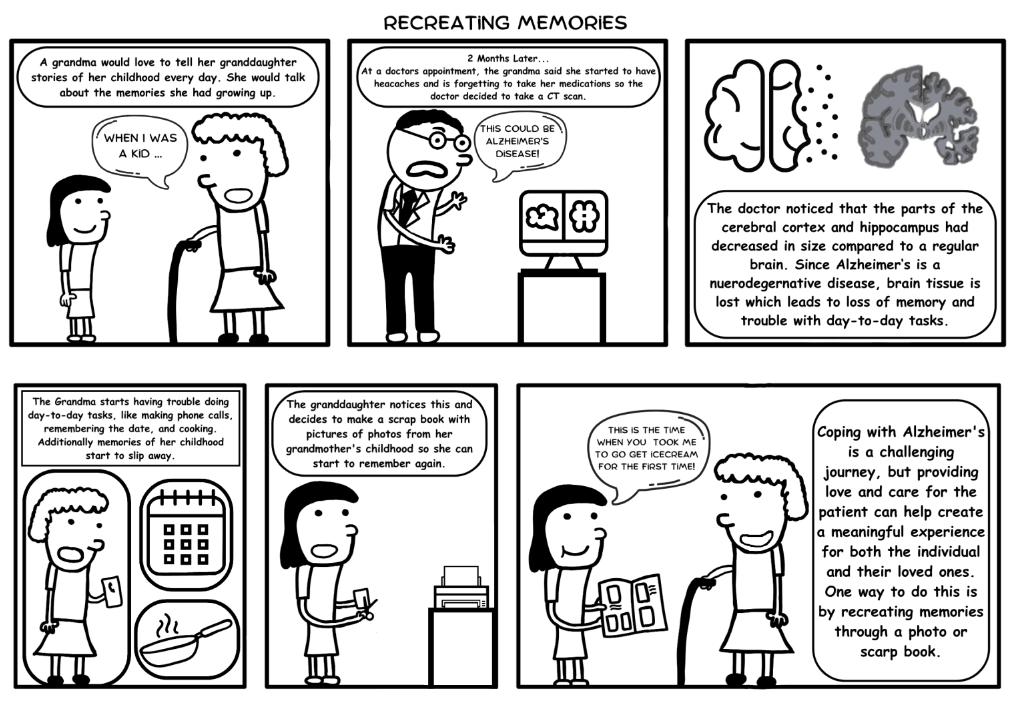 RECREATING MEMORIES
A grandma would love to tell her granddaughter
stories of her childhood every day. She would talk
about the memories she had growing up.
WHEN I WAS
A KID ...
2 Months Later...
At a doctors appointment, the grandma said she started to have
heacaches and is forgetting to take her medications so the
doctor decided to take a CT scan.
THIS COULD BE
ALZHEIMER'S
DISEASE!
The doctor noticed that the parts of the
cerebral cortex and hippocampus had
decreased in size compared to a regular
brain. Since Alzheimer's is a
nuerodegernative disease, brain tissue is
lost which leads to loss of memory and
trouble with day-to-day tasks.
The Grandma starts having trouble doing
day-to-day tasks, like making phone calls,
remembering the date, and cooking.
Additionally memories of her childhood
start to slip away.
The granddaughter notices this and
decides to make a scrap book with
pictures of photos from her
grandmother's childhood so she can
start to remember again.
THIS IS THE TIME
WHEN YOU TOOK ME
TO GO GET ICECREAM
FOR THE FIRST TIME!
Coping with Alzheimer's
is a challenging
journey, but providing
love and care for the
patient can help create
a meaningful experience
for both the individual
and their loved ones.
One way to do this is
by recreating memories
through a photo or
scarp book.